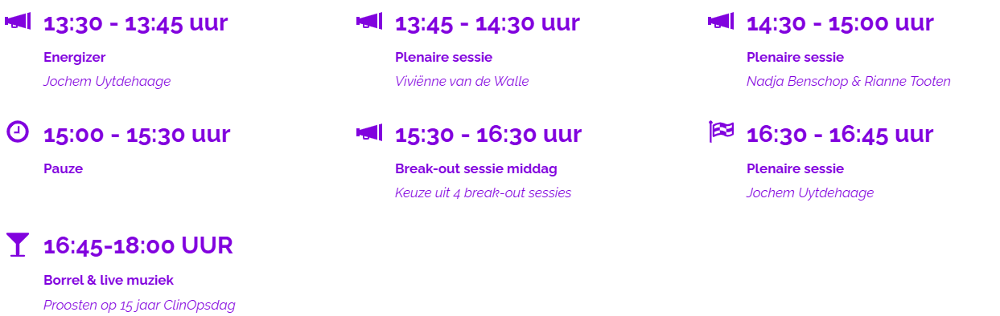 13:30 - 13:45 uur
Energizer
Jochem Uytdehaage
13:45 - 14:30 uur
Plenaire sessie
Viviënne van de Walle
14:30 - 15:00 uur
Plenaire sessie
Nadja Benschop & Rianne Tooten
15:00 - 15:30 uur
Pauze
15:30 - 16:30 uur
Break-out sessie middag
Keuze uit 4 break-out sessies
16:30 - 16:45 uur
Plenaire sessie
Jochem Uytdehaage
16:45-18:00 UUR
Borrel & live muziek
Proosten op 15 jaar ClinOpsdag